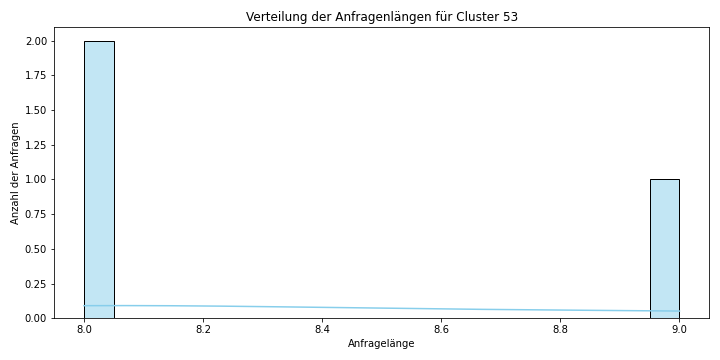 Verteilung der Anfragenlängen für Cluster 53
Anzahl der Anfragen
2.00
1.75
1.50
1.25
1.00
0.75
0.50
0.25
0.00
8.0 8.2 8.4 8.6 8.8 9.0
Anfragelänge